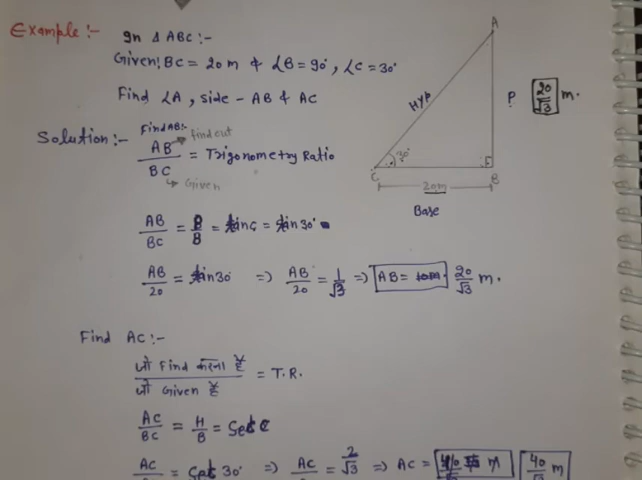 Example:-
In Δ ABC:-
Given: BC = 20 m & ∠B = 90°, ∠C = 30°
Find ∠A, side - AB & AC
A
HYP
P
20/√3 m.
30°
C
B
20m
Base
Solution:-
Find AB:-
AB → find out
/ BC = Trigonometry Ratio
→ Given
AB/BC = P/B = tan c = tan 30°
AB/20 = tan 30 => AB/20 = 1/√3 => AB = 20/√3 m.
Find AC:-
जो Find करना है / जो Given है = T.R.
AC/BC = H/B = Sec C
AC = Sec 30° => AC = 2/√3 => AC = 40/√3 m